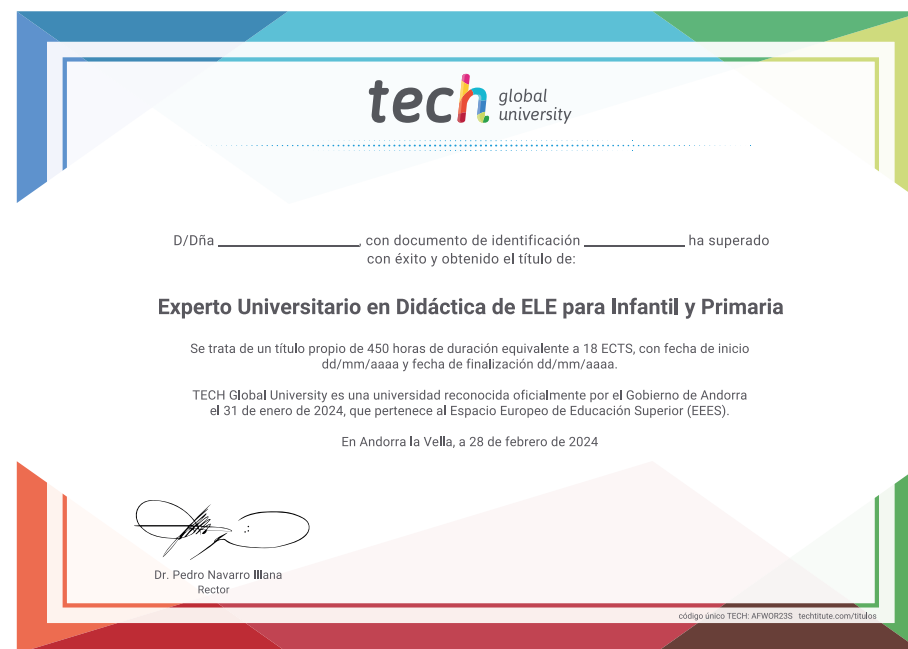 tech global university
D/Dña ____________________, con documento de identificación ______________ ha superado
con éxito y obtenido el título de:
Experto Universitario en Didáctica de ELE para Infantil y Primaria
Se trata de un título propio de 450 horas de duración equivalente a 18 ECTS, con fecha de inicio
dd/mm/aaaa y fecha de finalización dd/mm/aaaa.
TECH Global University es una universidad reconocida oficialmente por el Gobierno de Andorra
el 31 de enero de 2024, que pertenece al Espacio Europeo de Educación Superior (EEES).
En Andorra la Vella, a 28 de febrero de 2024
Dr. Pedro Navarro Illana
Rector
código único TECH: AFWOR23S techtitute.com/titulos